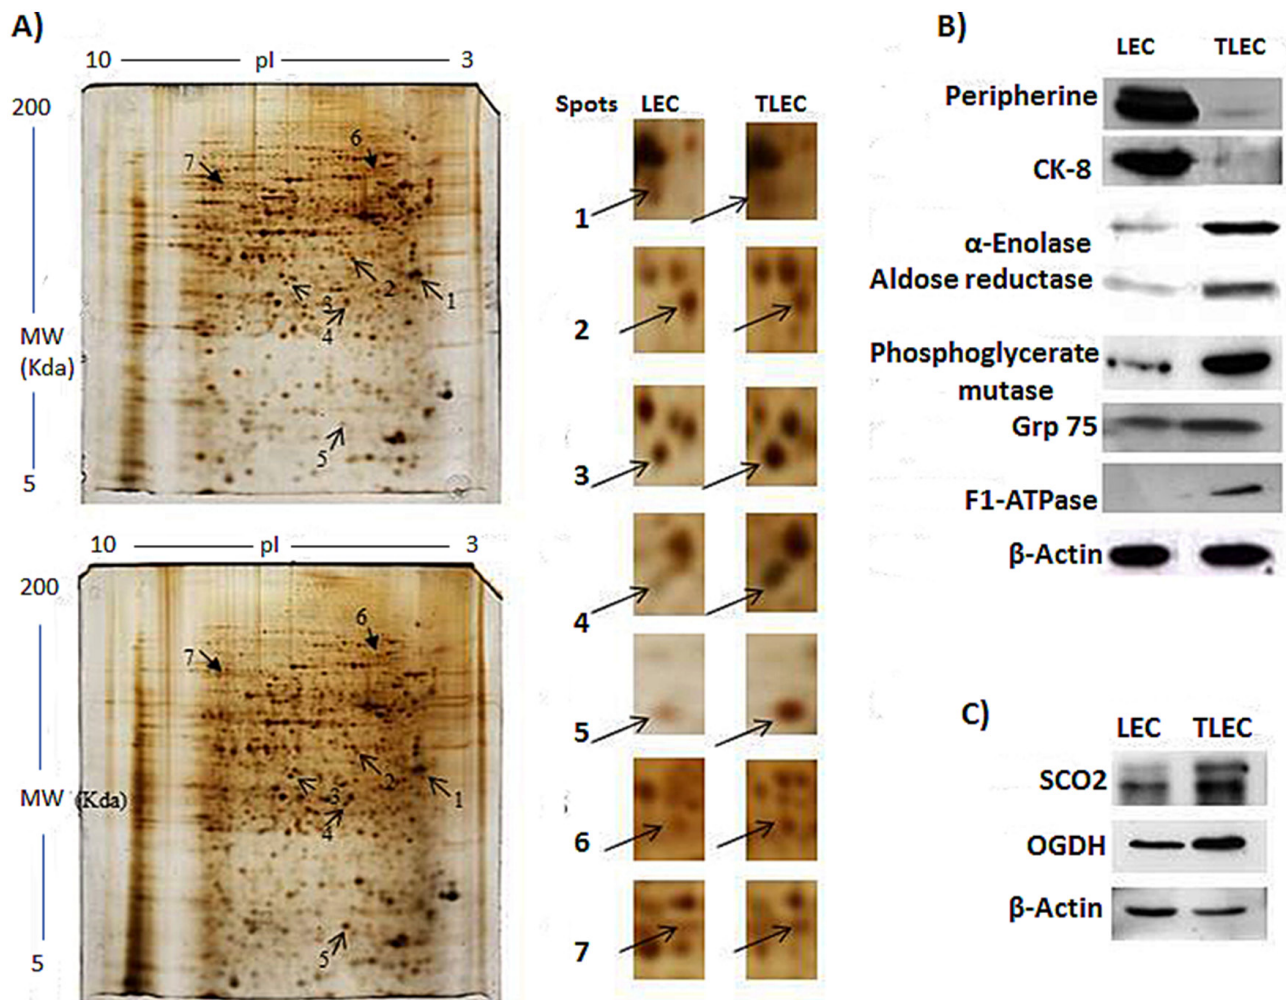 A)
10 pI 3
200
6
7
2
1
3
4
MW
(Kda)
5
5
10 pI 3
200
6
7
2
1
3
4
MW (Kda)
5
5
Spots LEC TLEC
1
2
3
4
5
6
7
B)
LEC TLEC
Peripherine
CK-8
α-Enolase
Aldose reductase
Phosphoglycerate
mutase
Grp 75
F1-ATPase
β-Actin
C)
LEC TLEC
SCO2
OGDH
β-Actin